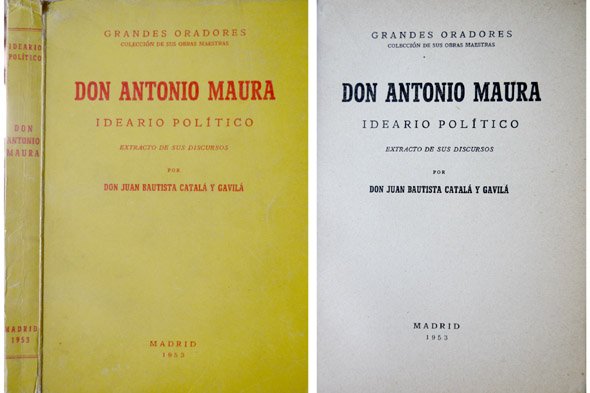 IDEARIO
POLÍTICO
DON
ANTONIO
MAURA
MADRID
1953
GRANDES ORADORES
COLECCIÓN DE SUS OBRAS MAESTRAS
DON ANTONIO MAURA
IDEARIO POLÍTICO
EXTRACTO DE SUS DISCURSOS
POR
DON JUAN BAUTISTA CATALÁ Y GAVILÁ
MADRID
1953
GRANDES ORADORES
COLECCIÓN DE SUS OBRAS MAESTRAS
DON ANTONIO MAURA
IDEARIO POLÍTICO
EXTRACTO DE SUS DISCURSOS
POR
DON JUAN BAUTISTA CATALÁ Y GAVILÁ
MADRID
1953